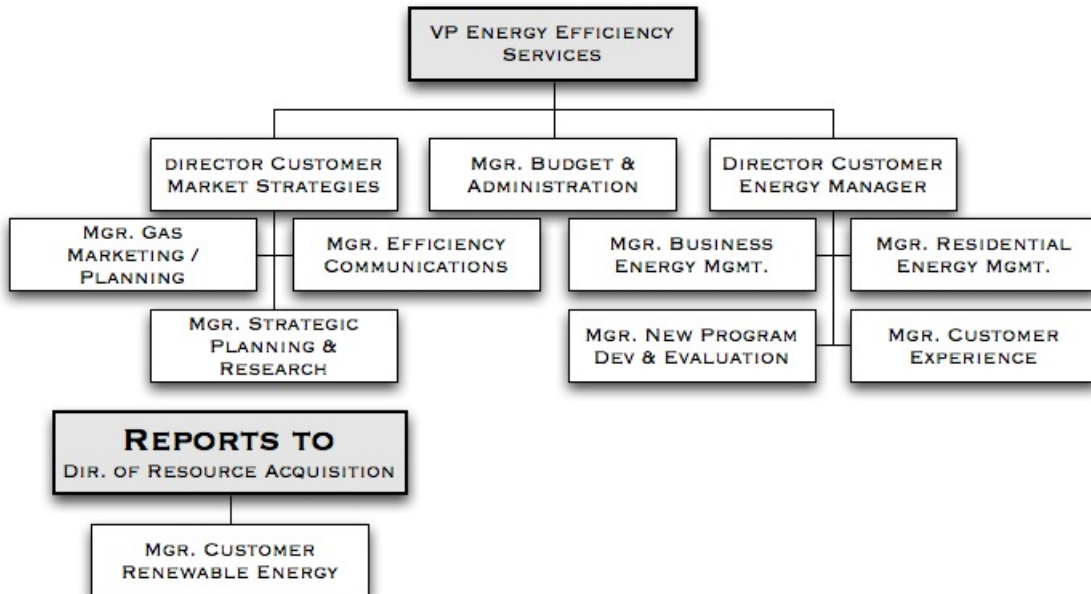 VP ENERGY EFFICIENCY
SERVICES
DIRECTOR CUSTOMER
MARKET STRATEGIES
MGR. BUDGET &
ADMINISTRATION
DIRECTOR CUSTOMER
ENERGY MANAGER
MGR. GAS
MARKETING /
PLANNING
MGR. EFFICIENCY
COMMUNICATIONS
MGR. BUSINESS
ENERGY MGMT.
MGR. RESIDENTIAL
ENERGY MGMT.
MGR. STRATEGIC
PLANNING &
RESEARCH
MGR. NEW PROGRAM
DEV & EVALUATION
MGR. CUSTOMER
EXPERIENCE
REPORTS TO
DIR. OF RESOURCE ACQUISITION
MGR. CUSTOMER
RENEWABLE ENERGY